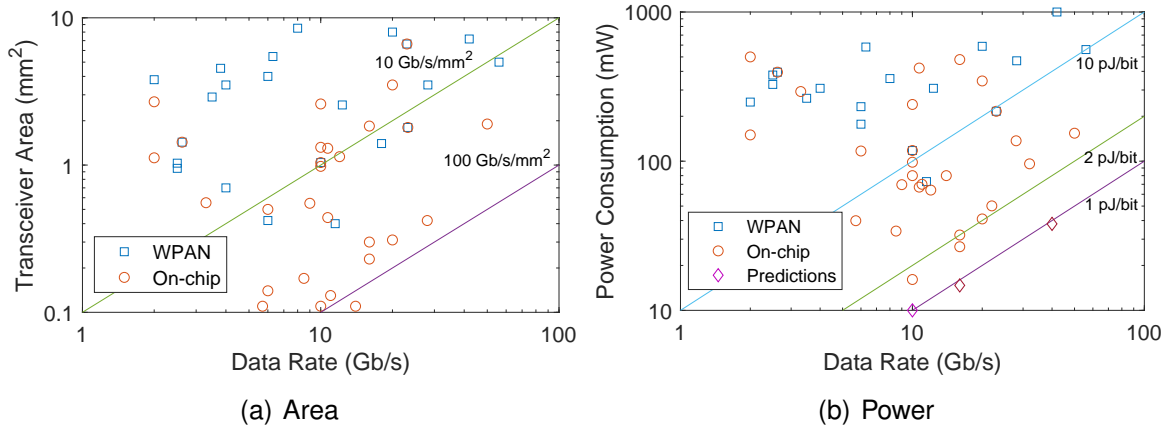 10
1
0.1
Transceiver Area (mm²)
10 Gb/s/mm²
100 Gb/s/mm²
WPAN
On-chip
1
10
100
Data Rate (Gb/s)
(a) Area
1000
100
10
Power Consumption (mW)
10 pJ/bit
2 pJ/bit
1 pJ/bit
WPAN
On-chip
Predictions
1
10
100
Data Rate (Gb/s)
(b) Power